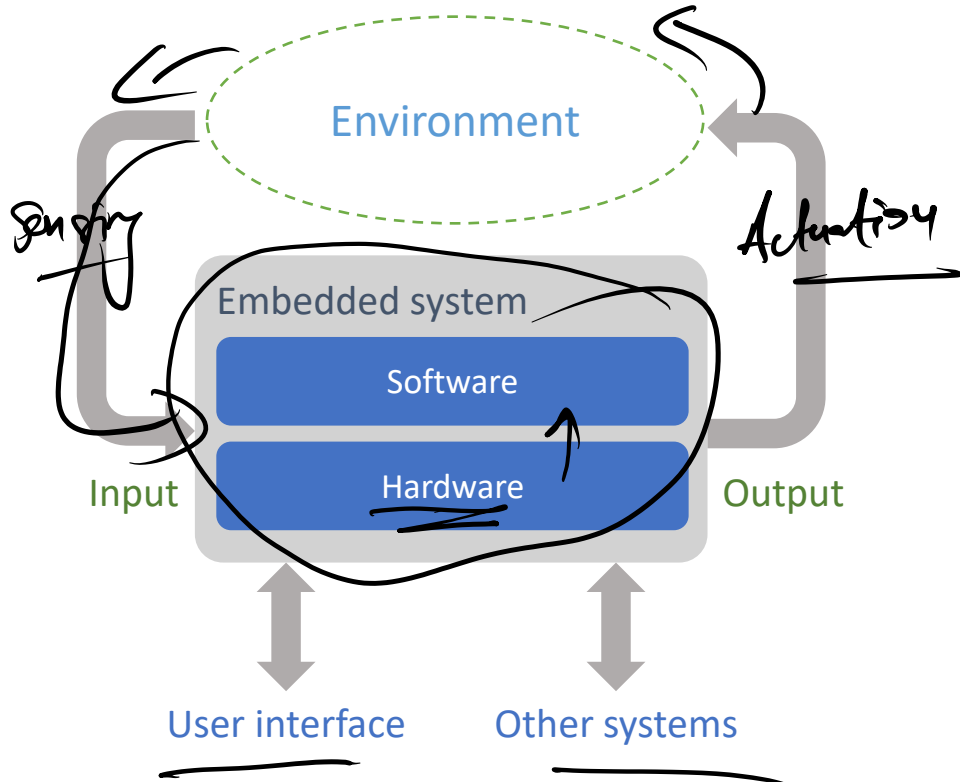 Environment
Sensing
Actuation
Embedded system
Software
Hardware
Input
Output
User interface
Other systems